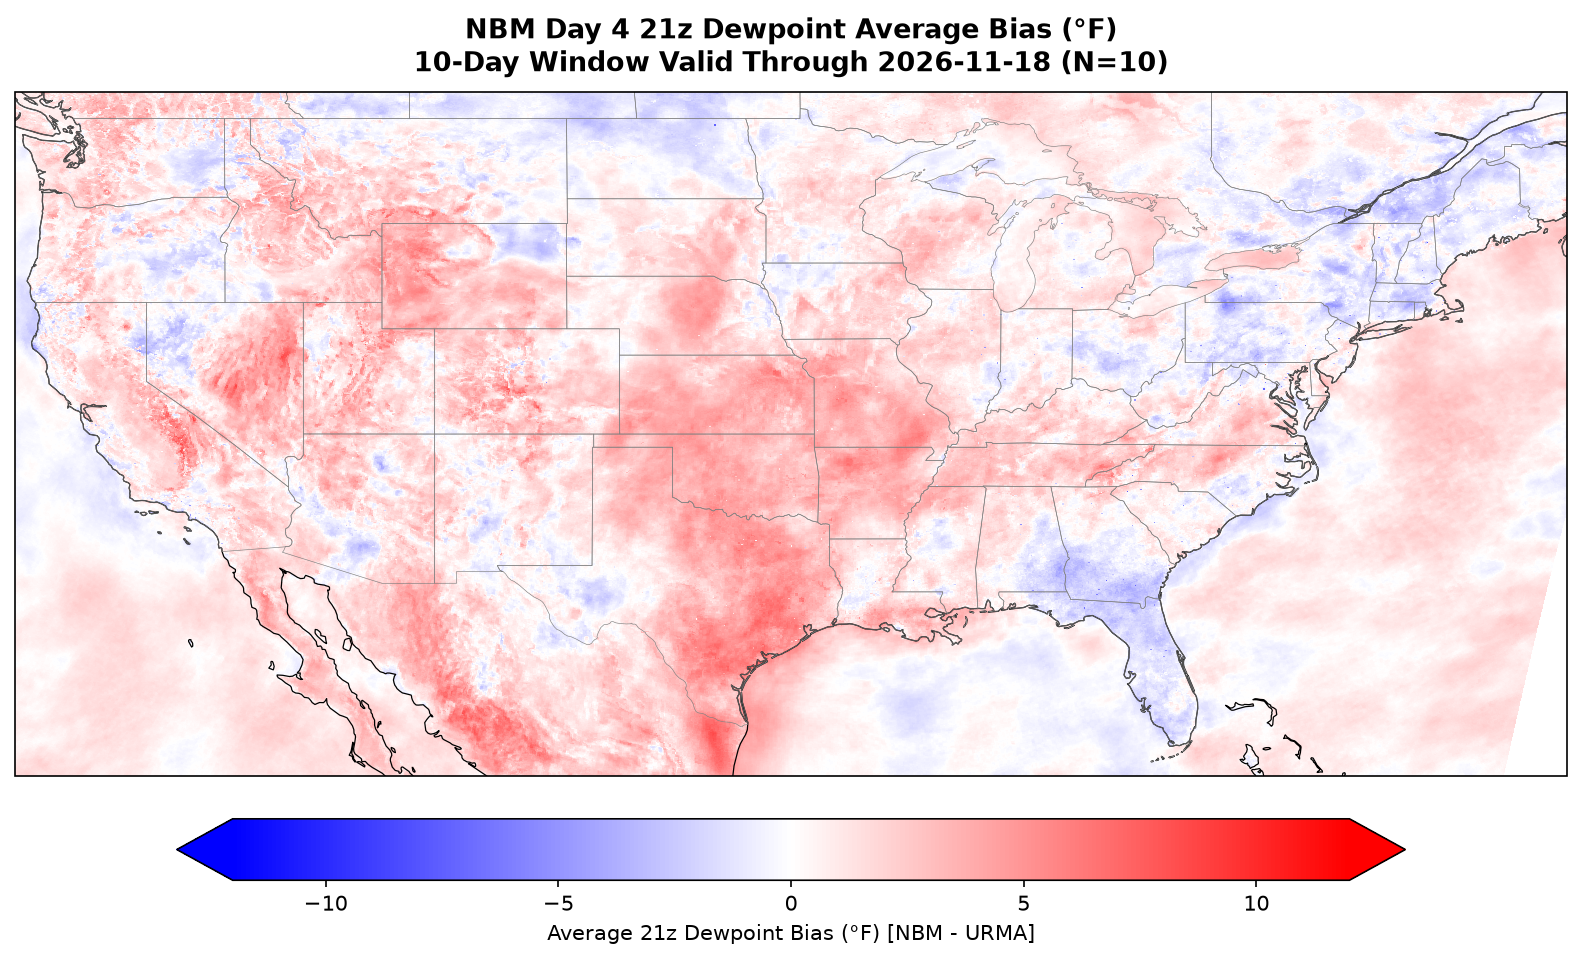 NBM Day 4 21z Dewpoint Average Bias (°F)
10-Day Window Valid Through 2026-11-18 (N=10)
−10 −5 0 5 10
Average 21z Dewpoint Bias (°F) [NBM - URMA]